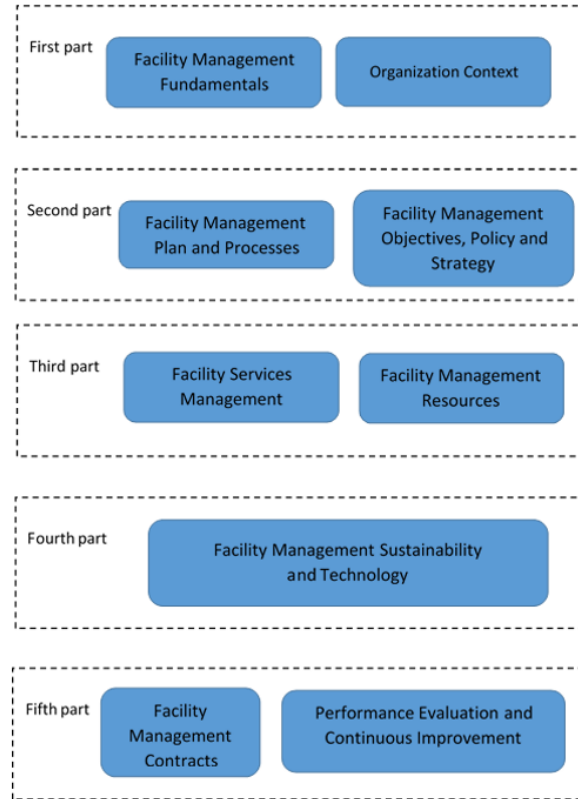 First part
Facility Management
Fundamentals
Organization Context
Second part
Facility Management
Plan and Processes
Facility Management
Objectives, Policy and
Strategy
Third part
Facility Services
Management
Facility Management
Resources
Fourth part
Facility Management Sustainability
and Technology
Fifth part
Facility
Management
Contracts
Performance Evaluation and
Continuous Improvement